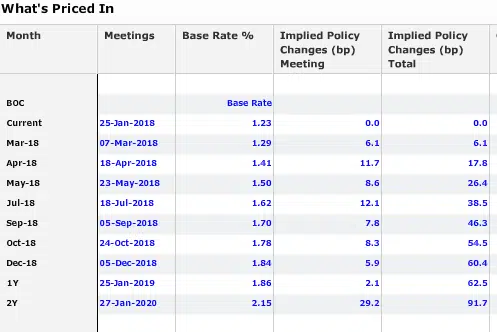 What's Priced In
Month Meetings Base Rate % Implied Policy Changes (bp) Meeting Implied Policy Changes (bp) Total
BOC Base Rate
Current 25-Jan-2018 1.23 0.0 0.0
Mar-18 07-Mar-2018 1.29 6.1 6.1
Apr-18 18-Apr-2018 1.41 11.7 17.8
May-18 23-May-2018 1.50 8.6 26.4
Jul-18 18-Jul-2018 1.62 12.1 38.5
Sep-18 05-Sep-2018 1.70 7.8 46.3
Oct-18 24-Oct-2018 1.78 8.3 54.5
Dec-18 05-Dec-2018 1.84 5.9 60.4
1Y 25-Jan-2019 1.86 2.1 62.5
2Y 27-Jan-2020 2.15 29.2 91.7